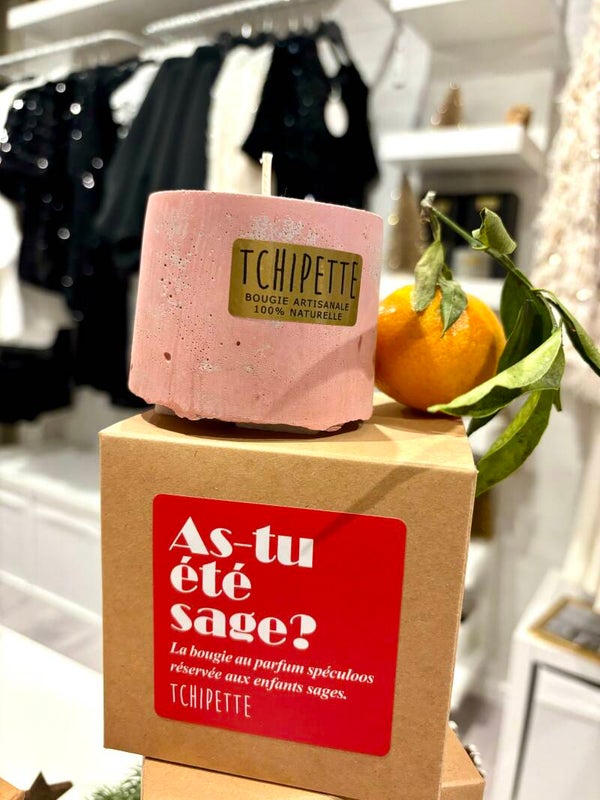 TCHIPETTE
BOUGIE ARTISANALE
100% NATURELLE
As-tu
été
sage?
La bougie au parfum spéculoos
réservée aux enfants sages.
TCHIPETTE